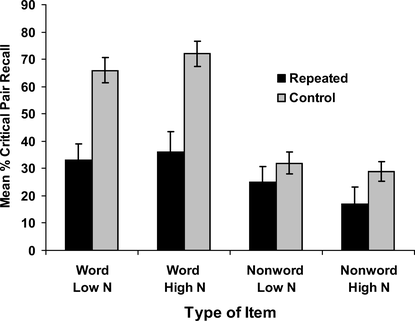 90
80
70
60
50
40
30
20
10
0
Mean % Critical Pair Recall
Repeated
Control
Word Word Nonword Nonword
Low N High N Low N High N
Type of Item